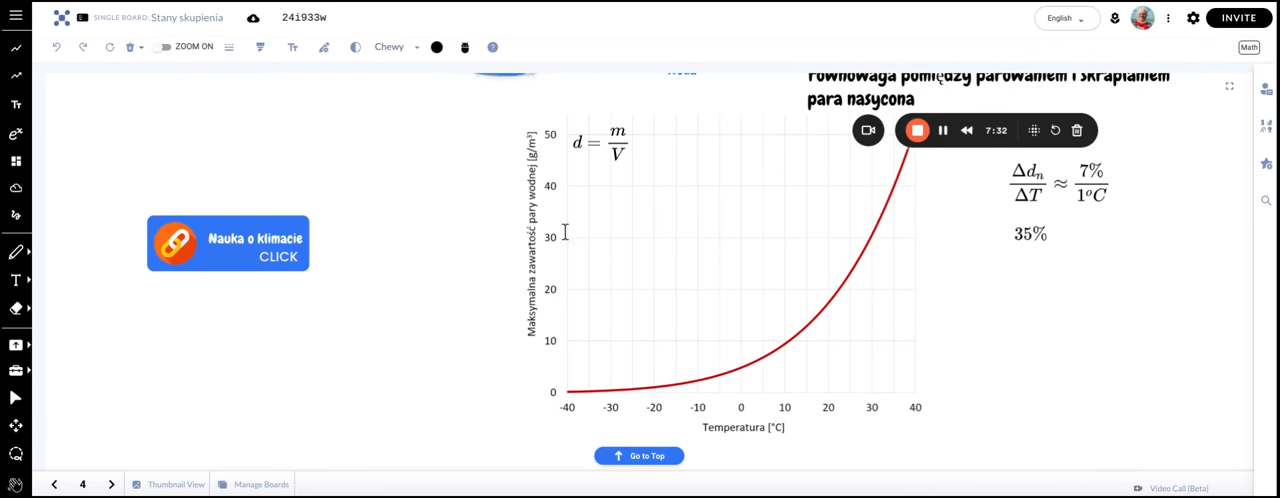 SINGLE BOARD: Stany skupienia
24i933w
English
INVITE
ZOOM ON
Chewy
Math
równowaga pomiędzy parowaniem i skraplaniem
para nasycona
7:32
d = m/V
Δd_n/ΔT ≈ 7%/1°C
35%
Nauka o klimacie
CLICK
Maksymalna zawartość pary wodnej [g/m³]
50
40
30
20
10
0
-40 -30 -20 -10 0 10 20 30 40
Temperatura [°C]
Go to Top
4
Thumbnail View
Manage Boards
Video Call (Beta)